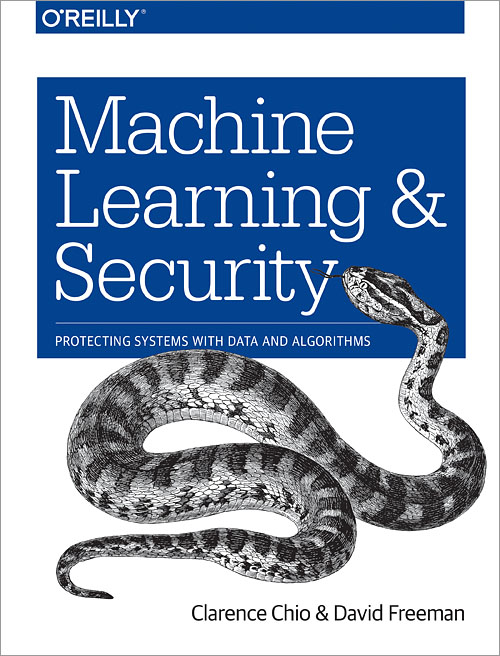 O'REILLY®
Machine
Learning &
Security
PROTECTING SYSTEMS WITH DATA AND ALGORITHMS
Clarence Chio & David Freeman